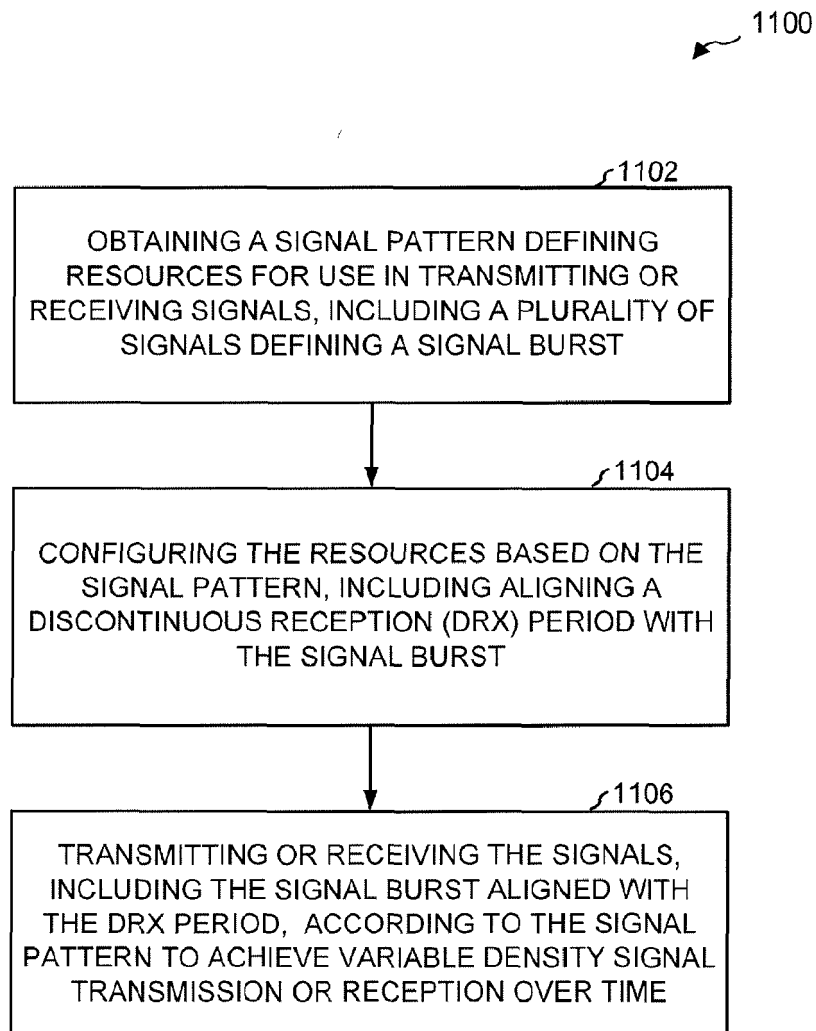 1100
1102
OBTAINING A SIGNAL PATTERN DEFINING
RESOURCES FOR USE IN TRANSMITTING OR
RECEIVING SIGNALS, INCLUDING A PLURALITY OF
SIGNALS DEFINING A SIGNAL BURST
1104
CONFIGURING THE RESOURCES BASED ON THE
SIGNAL PATTERN, INCLUDING ALIGNING A
DISCONTINUOUS RECEPTION (DRX) PERIOD WITH
THE SIGNAL BURST
1106
TRANSMITTING OR RECEIVING THE SIGNALS,
INCLUDING THE SIGNAL BURST ALIGNED WITH
THE DRX PERIOD, ACCORDING TO THE SIGNAL
PATTERN TO ACHIEVE VARIABLE DENSITY SIGNAL
TRANSMISSION OR RECEPTION OVER TIME